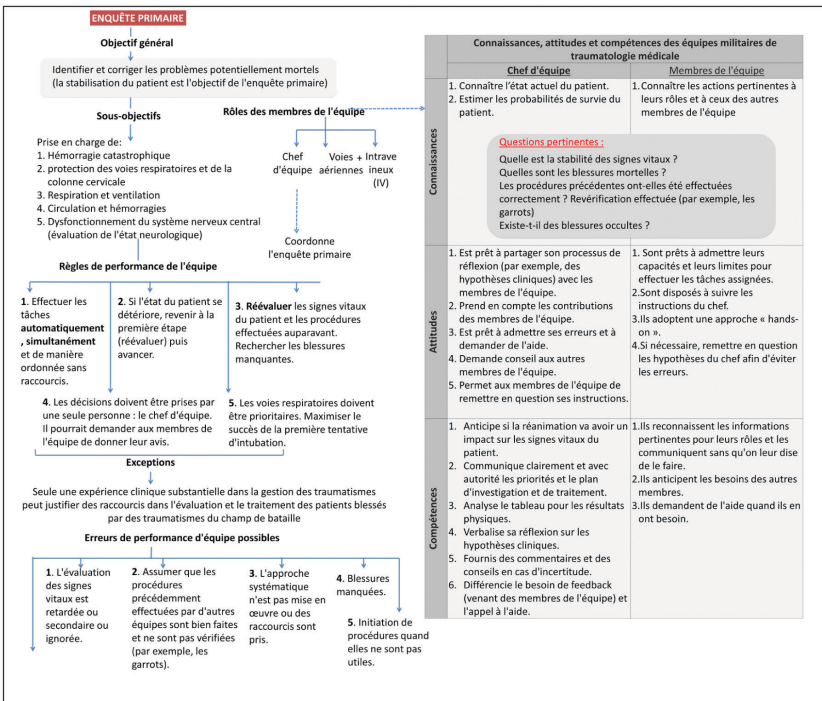 ENQUÊTE PRIMAIRE
Objectif général
Identifier et corriger les problèmes potentiellement mortels
(la stabilisation du patient est l'objectif de l'enquête primaire)
Sous-objectifs
Prise en charge de:
1. Hémorragie catastrophique
2. protection des voies respiratoires et de la
colonne cervicale
3. Respiration et ventilation
4. Circulation et hémorragies
5. Dysfonctionnement du système nerveux central
(évaluation de l'état neurologique)
Rôles des membres de l'équipe
Chef
d'équipe
Voies +
aériennes
Intrave
ineux
(IV)
Coordonne
l'enquête primaire
Règles de performance de l'équipe
1. Effectuer les
tâches
automatiquement
, simultanément
et de manière
ordonnée sans
raccourcis.
2. Si l'état du patient se
détériore, revenir à la
première étape
(réévaluer) puis
avancer.
3. Réévaluer les signes
vitaux
du patient et les procédures
effectuées auparavant.
Rechercher les blessures
manquantes.
4. Les décisions doivent être prises par
une seule personne : le chef d'équipe.
Il pourrait demander aux membres de
l'équipe de donner leur avis.
5. Les voies respiratoires doivent
être prioritaires. Maximiser le
succès de la première tentative
d'intubation.
Exceptions
Seule une expérience clinique substantielle dans la gestion des traumatismes
peut justifier des raccourcis dans l'évaluation et le traitement des patients blessés
par des traumatismes du champ de bataille
Erreurs de performance d'équipe possibles
1. L'évaluation
des signes
vitaux est
retardée ou
secondaire ou
ignorée.
2. Assumer que les
procédures
précédemment
effectuées par d'autres
équipes sont bien faites
et ne sont pas vérifiées
(par exemple, les
garrots).
3. L'approche
systématique
n'est pas mise en
œuvre ou des
raccourcis sont
pris.
4. Blessures
manquées.
5. Initiation de
procédures quand
elles ne sont pas
utiles.
Connaissances, attitudes et compétences des équipes militaires de
traumatologie médicale
Chef d'équipe
Membres de l'équipe
Connaissances
1. Connaître l'état actuel du patient.
2. Estimer les probabilités de survie du
patient.
1. Connaître les actions pertinentes à
leurs rôles et à ceux des autres
membres de l'équipe
Questions pertinentes :
Quelle est la stabilité des signes vitaux ?
Quelles sont les blessures mortelles ?
Les procédures précédentes ont-elles été effectuées
correctement ? Revérification effectuée (par exemple, les
garrots)
Existe-t-il des blessures occultes ?
Attitudes
1. Est prêt à partager son processus de
réflexion (par exemple, des
hypothèses cliniques) avec les
membres de l'équipe.
2. Prend en compte les contributions
des membres de l'équipe.
3. Est prêt à admettre ses erreurs et à
demander de l'aide.
4. Demande conseil aux autres
membres de l'équipe.
5. Permet aux membres de l'équipe de
remettre en question ses instructions.
1. Sont prêts à admettre leurs
capacités et leurs limites pour
effectuer les tâches assignées.
2.Sont disposés à suivre les
instructions du chef.
3.Ils adoptent une approche « hands-
on ».
4.Si nécessaire, remettre en question
les hypothèses du chef afin d'éviter
les erreurs.
Compétences
1. Anticipe si la réanimation va avoir un
impact sur les signes vitaux du
patient.
2. Communique clairement et avec
autorité les priorités et le plan
d'investigation et de traitement.
3. Analyse le tableau pour les résultats
physiques.
4. Verbalise sa réflexion sur les
hypothèses cliniques.
5. Fournis des commentaires et des
conseils en cas d'incertitude.
6. Différencie le besoin de feedback
(venant des membres de l'équipe) et
l'appel à l'aide.
1.Ils reconnaissent les informations
pertinentes pour leurs rôles et les
communiquent sans qu'on leur dise
de le faire.
2.Ils anticipent les besoins des autres
membres.
3.Ils demandent de l'aide quand ils en
ont besoin.